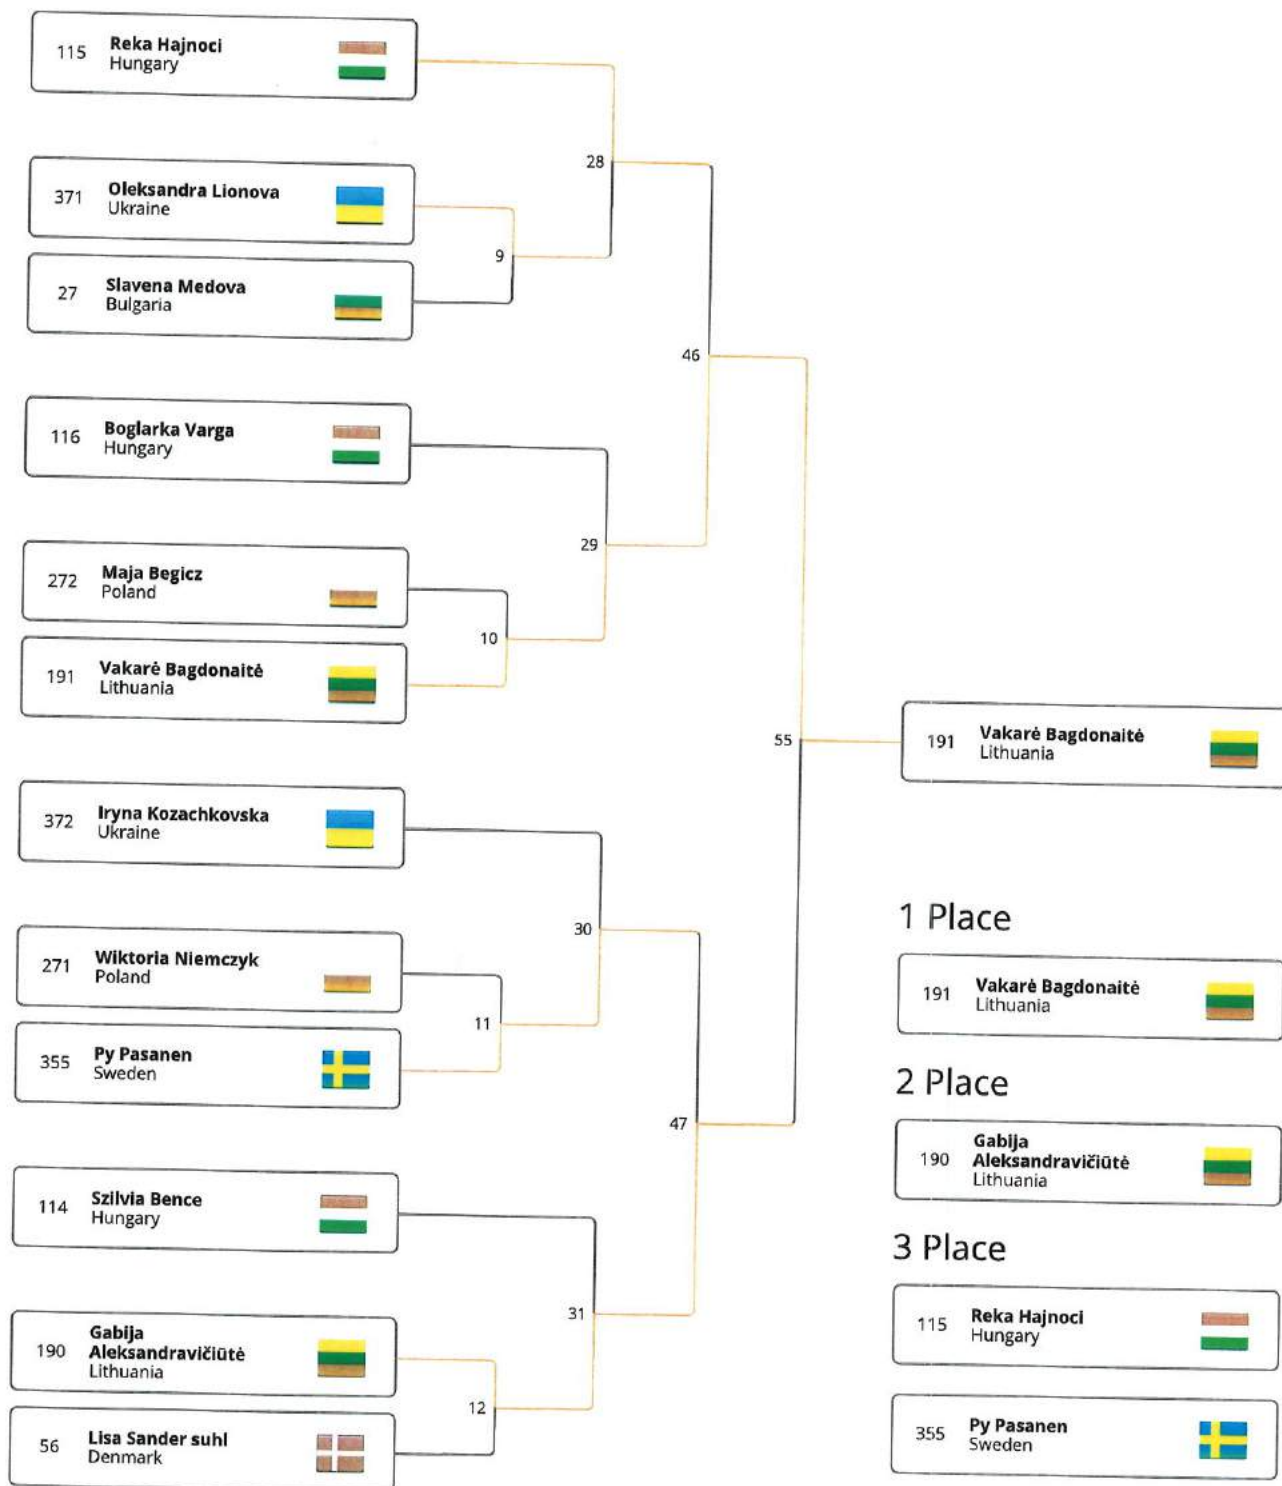 115 Reka Hajnoci
Hungary
28
371 Oleksandra Lionova
Ukraine
9
27 Slavena Medova
Bulgaria
46
116 Boglarka Varga
Hungary
29
272 Maja Begicz
Poland
10
191 Vakarė Bagdonaitė
Lithuania
55
191 Vakarė Bagdonaitė
Lithuania
372 Iryna Kozachkovska
Ukraine
30
271 Wiktoria Niemczyk
Poland
11
355 Py Pasanen
Sweden
47
114 Szilvia Bence
Hungary
31
190 Gabija
Aleksandravičiūtė
Lithuania
12
56 Lisa Sander suhl
Denmark
1 Place
191 Vakarė Bagdonaitė
Lithuania
2 Place
190 Gabija
Aleksandravičiūtė
Lithuania
3 Place
115 Reka Hajnoci
Hungary
355 Py Pasanen
Sweden